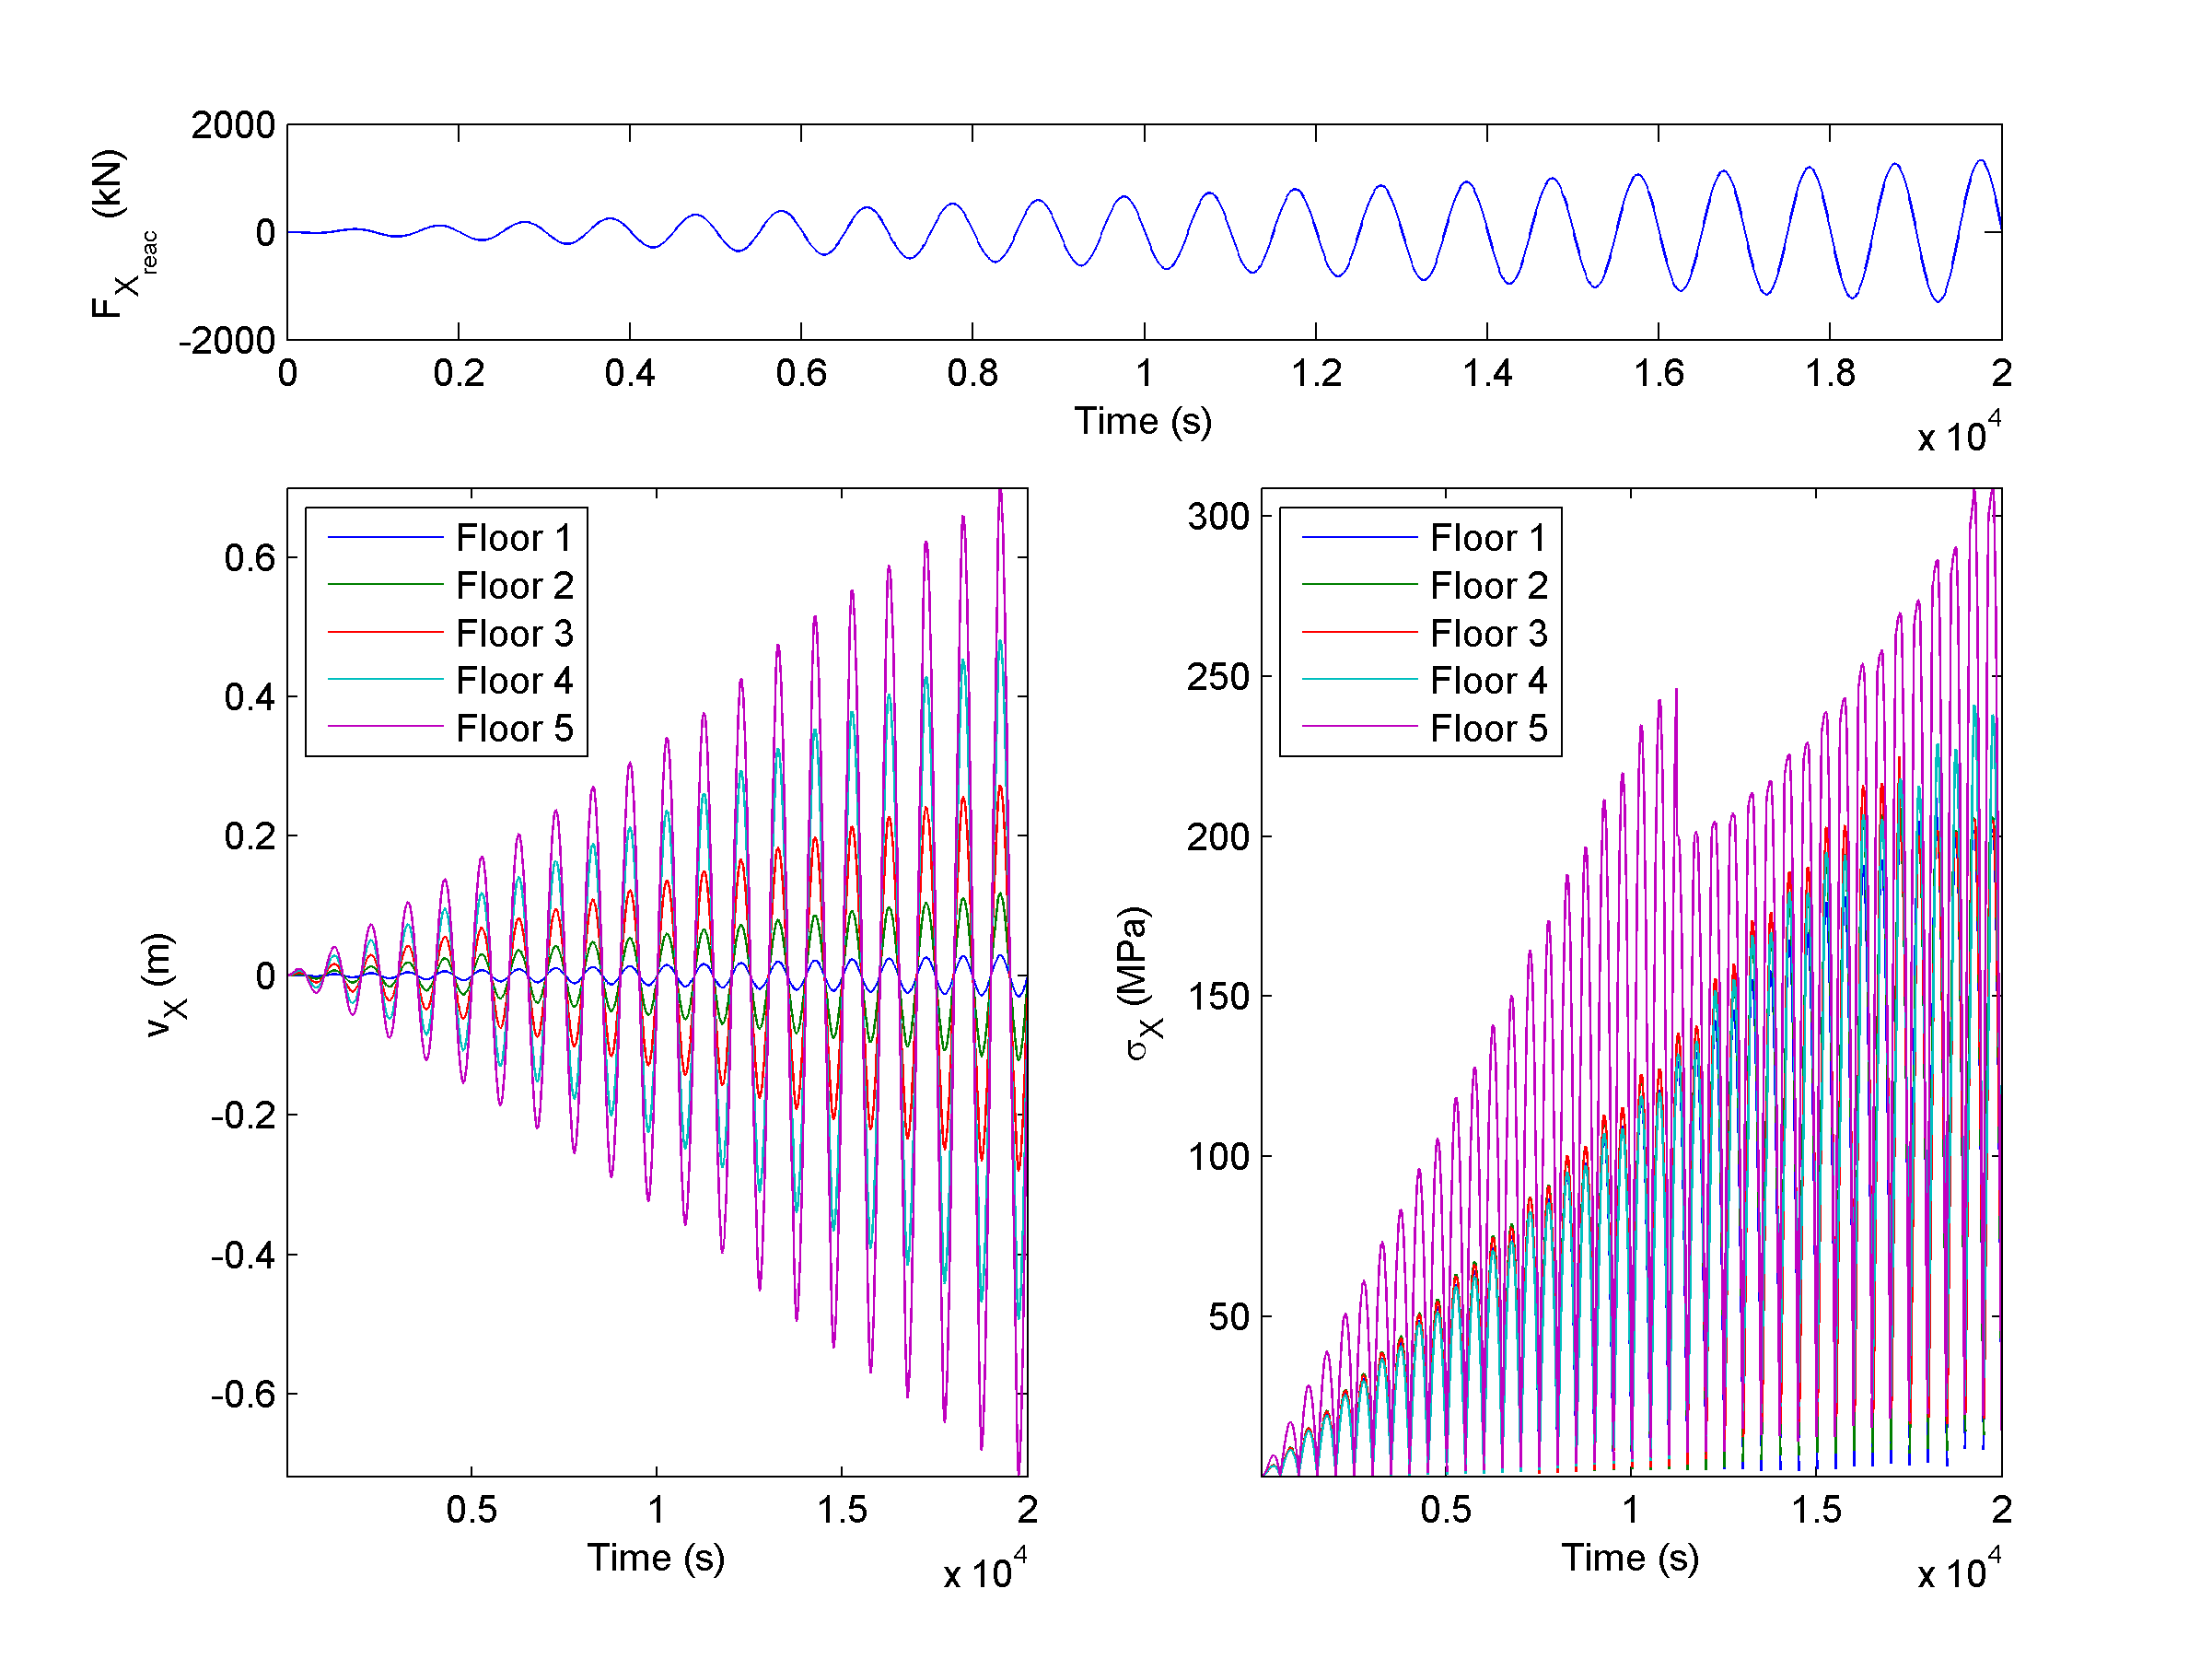 2000
0
-2000
F_X_reac (kN)
0 0.2 0.4 0.6 0.8 1 1.2 1.4 1.6 1.8 2
Time (s)
x 10^4
Floor 1
Floor 2
Floor 3
Floor 4
Floor 5
0.6
0.4
0.2
0
-0.2
-0.4
-0.6
v_X (m)
0.5 1 1.5 2
Time (s)
x 10^4
Floor 1
Floor 2
Floor 3
Floor 4
Floor 5
300
250
200
150
100
50
σ_X (MPa)
0.5 1 1.5 2
Time (s)
x 10^4